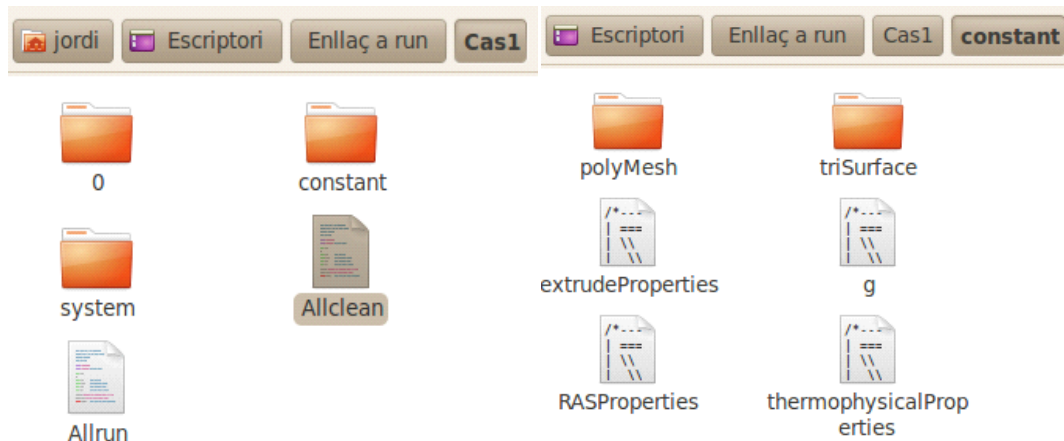 jordi Escriptori Enllaç a run Cas1
0 constant
system Allclean
Allrun
Escriptori Enllaç a run Cas1 constant
polyMesh triSurface
/*--- /*---
| === | ===
| \\ | \\
| \\ | \\
extrudeProperties g
/*--- /*---
| === | ===
| \\ | \\
| \\ | \\
RASProperties thermophysicalProp
erties